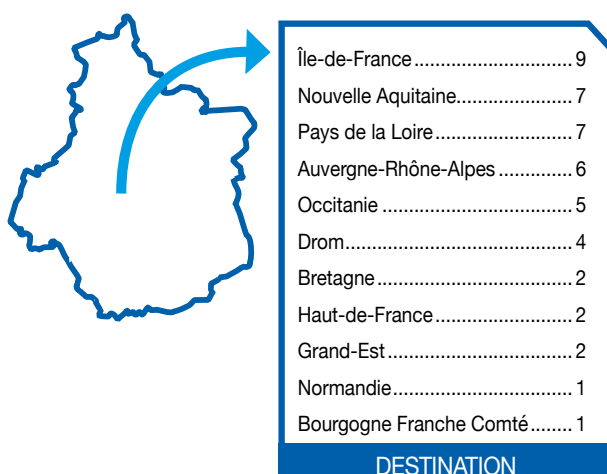 Île-de-France ........................................ 9
Nouvelle Aquitaine........................ 7
Pays de la Loire ............................ 7
Auvergne-Rhône-Alpes .............. 6
Occitanie ...................................... 5
Drom.............................................. 4
Bretagne ....................................... 2
Haut-de-France ............................ 2
Grand-Est ..................................... 2
Normandie.................................... 1
Bourgogne Franche Comté ........ 1
DESTINATION